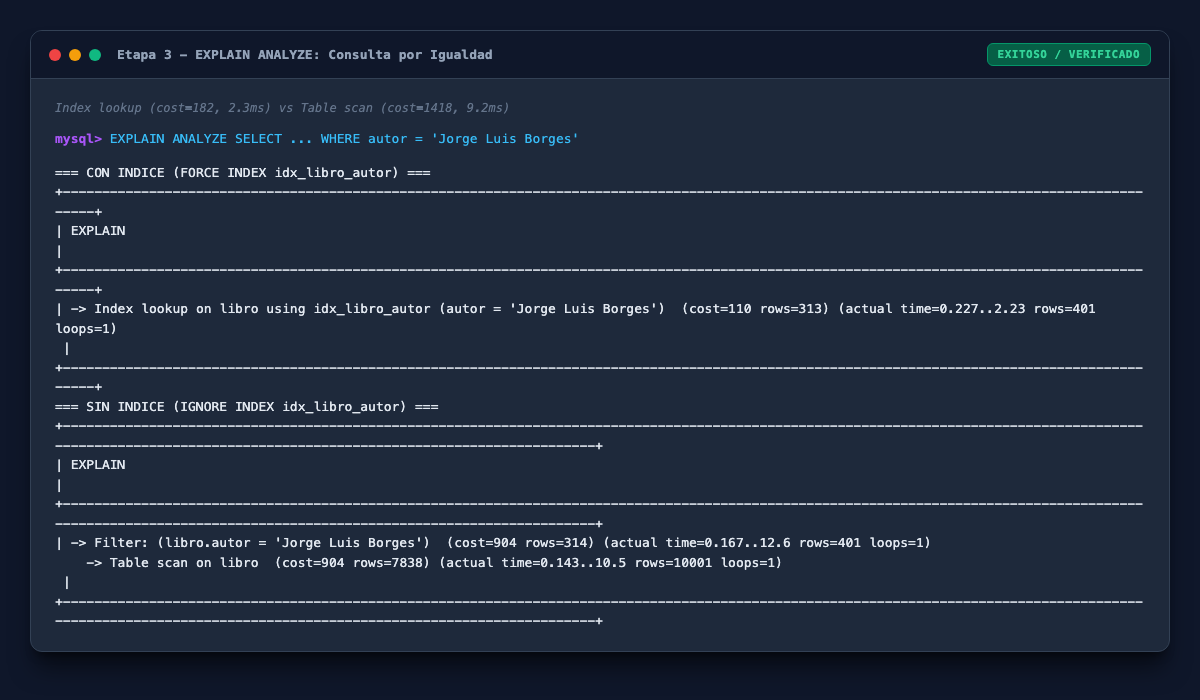 Etapa 3 — EXPLAIN ANALYZE: Consulta por Igualdad
EXITOSO / VERIFICADO
Index lookup (cost=182, 2.3ms) vs Table scan (cost=1418, 9.2ms)
mysql> EXPLAIN ANALYZE SELECT ... WHERE autor = 'Jorge Luis Borges'
=== CON INDICE (FORCE INDEX idx_libro_autor) ===
+------------------------------------------------------------------------------------------------------------------------------------------
-----+
| EXPLAIN
|
+------------------------------------------------------------------------------------------------------------------------------------------
-----+
| -> Index lookup on libro using idx_libro_autor (autor = 'Jorge Luis Borges')  (cost=110 rows=313) (actual time=0.227..2.23 rows=401
loops=1)
 |
+------------------------------------------------------------------------------------------------------------------------------------------
-----+
=== SIN INDICE (IGNORE INDEX idx_libro_autor) ===
+------------------------------------------------------------------------------------------------------------------------------------------
---------------------------------------------------------------------+
| EXPLAIN
|
+------------------------------------------------------------------------------------------------------------------------------------------
---------------------------------------------------------------------+
| -> Filter: (libro.autor = 'Jorge Luis Borges')  (cost=904 rows=314) (actual time=0.167..12.6 rows=401 loops=1)
    -> Table scan on libro  (cost=904 rows=7838) (actual time=0.143..10.5 rows=10001 loops=1)
 |
+------------------------------------------------------------------------------------------------------------------------------------------
---------------------------------------------------------------------+